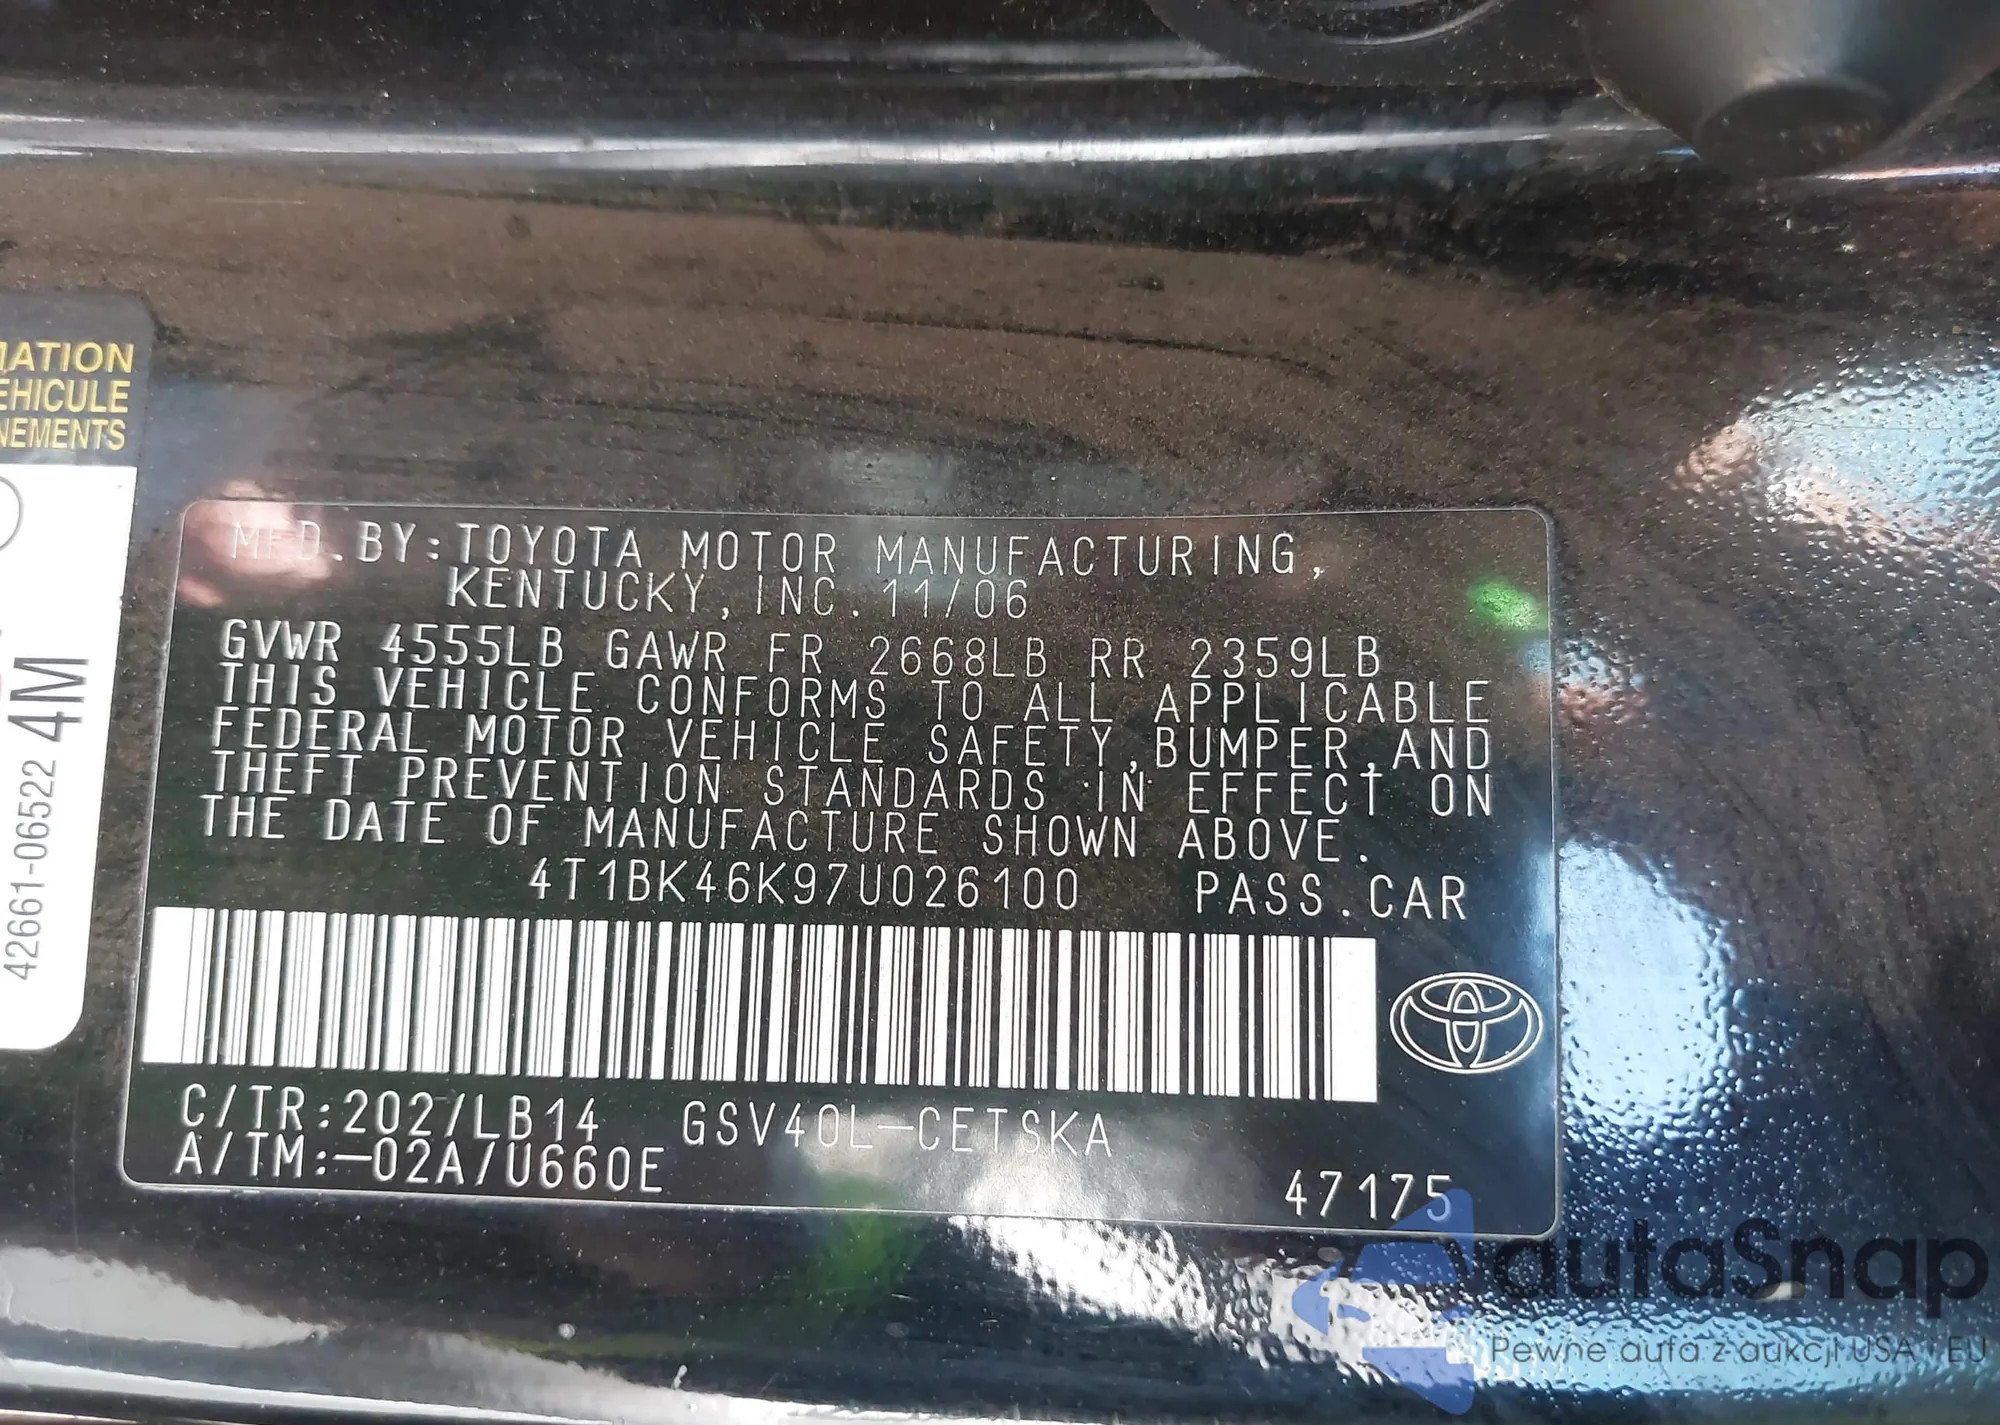 MATION
EHICULE
NEMENTS
42661-06522 4M
MFD.BY:TOYOTA MOTOR MANUFACTURING,
KENTUCKY,INC.11/06
GVWR 4555LB GAWR FR 2668LB RR 2359LB
THIS VEHICLE CONFORMS TO ALL APPLICABLE
FEDERAL MOTOR VEHICLE SAFETY,BUMPER,AND
THEFT PREVENTION STANDARDS IN EFFECT ON
THE DATE OF MANUFACTURE SHOWN ABOVE.
4T1BK46K97U026100 PASS.CAR
C/TR:202/LB14 GSV40L-CETSKA
A/TM:-02A/U660E
47175
autaSnap
Pewne auta z aukcji USA i EU